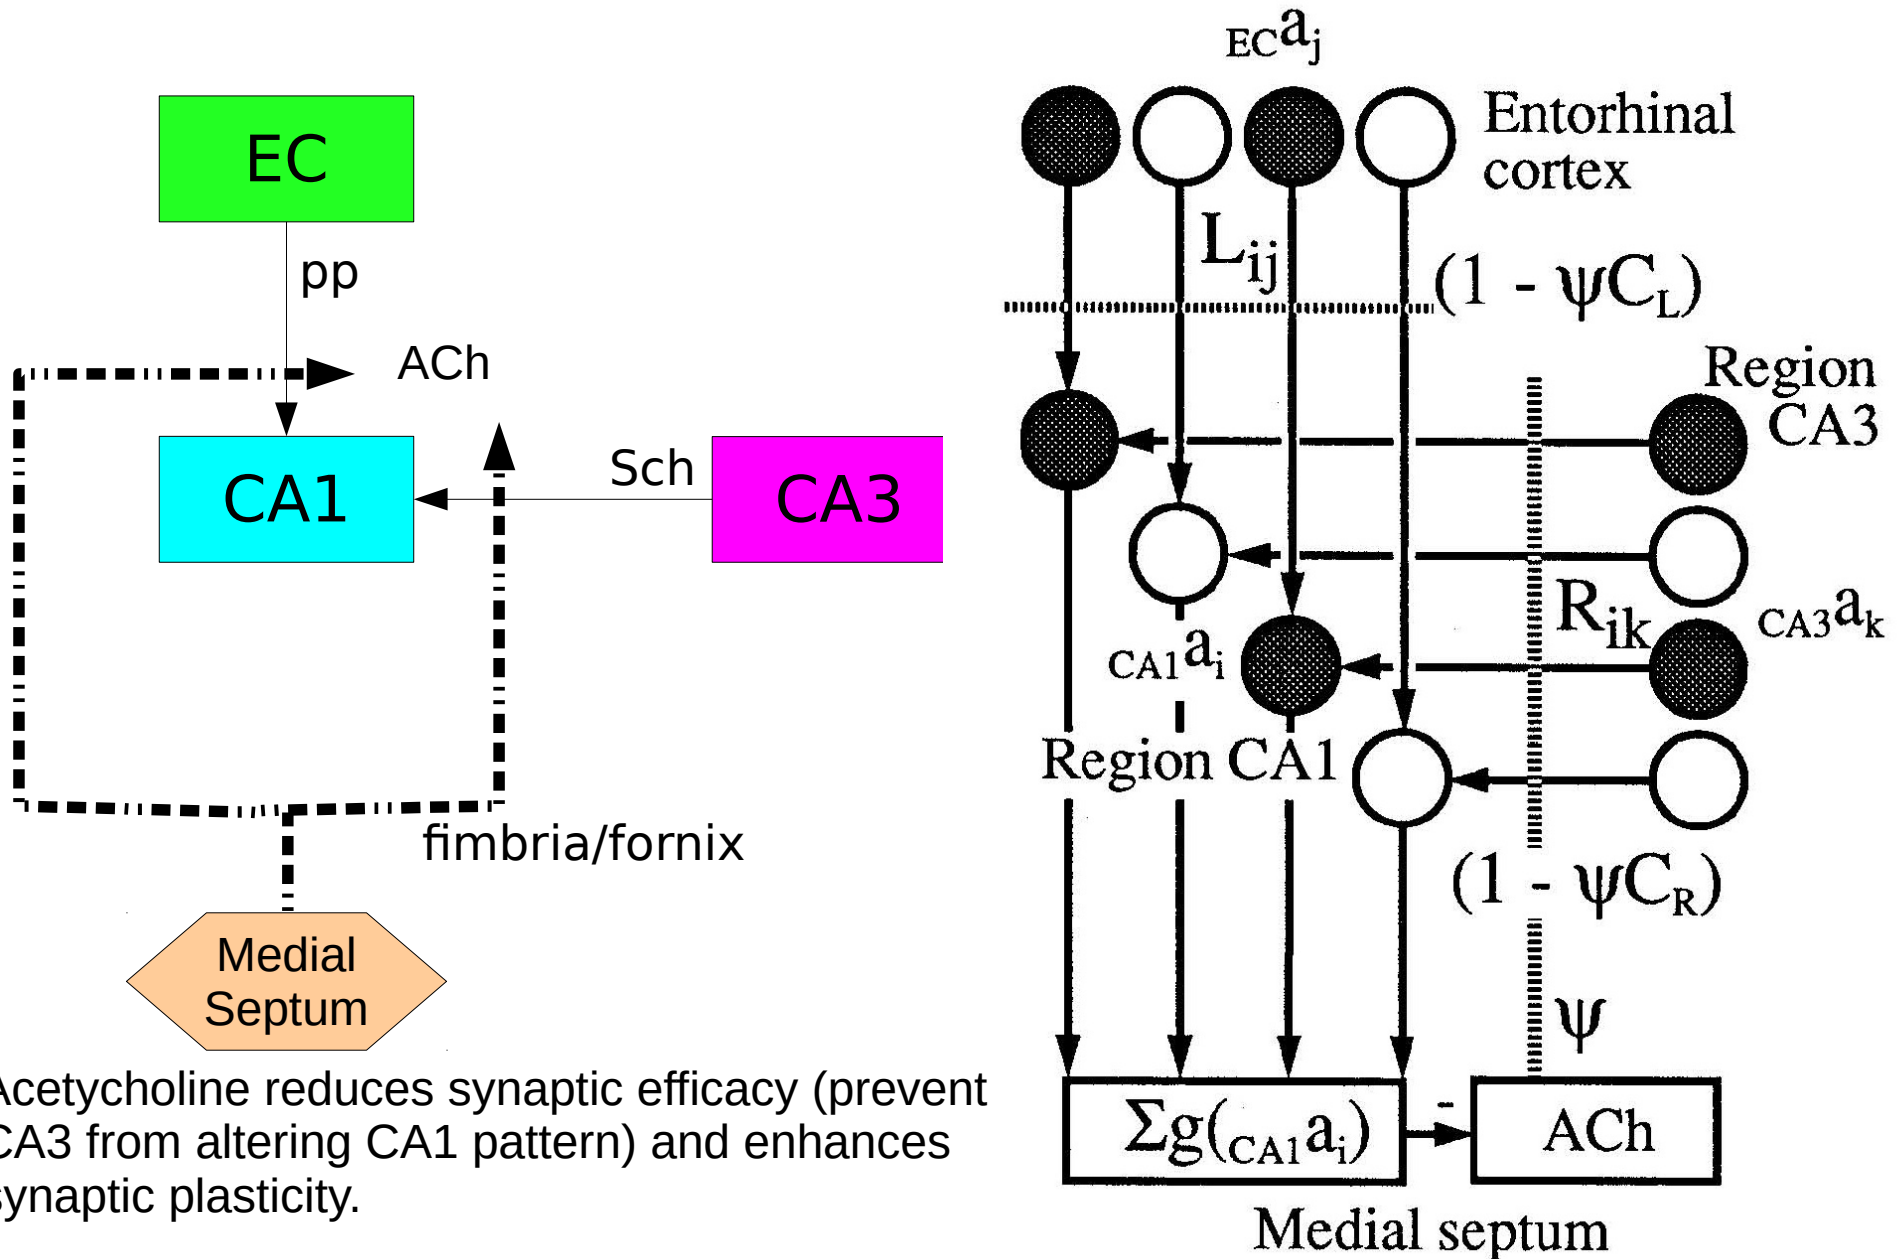 EC
pp
ACh
CA1
Sch
CA3
fimbria/fornix
Medial
Septum
Acetycholine reduces synaptic efficacy (prevent
CA3 from altering CA1 pattern) and enhances
synaptic plasticity.
ECaj
Entorhinal
cortex
Lij
(1 - ψCL)
Region
CA3
Rik
CA3ak
CA1ai
Region CA1
(1 - ψCR)
ψ
Σg(CA1ai)
-
ACh
Medial septum